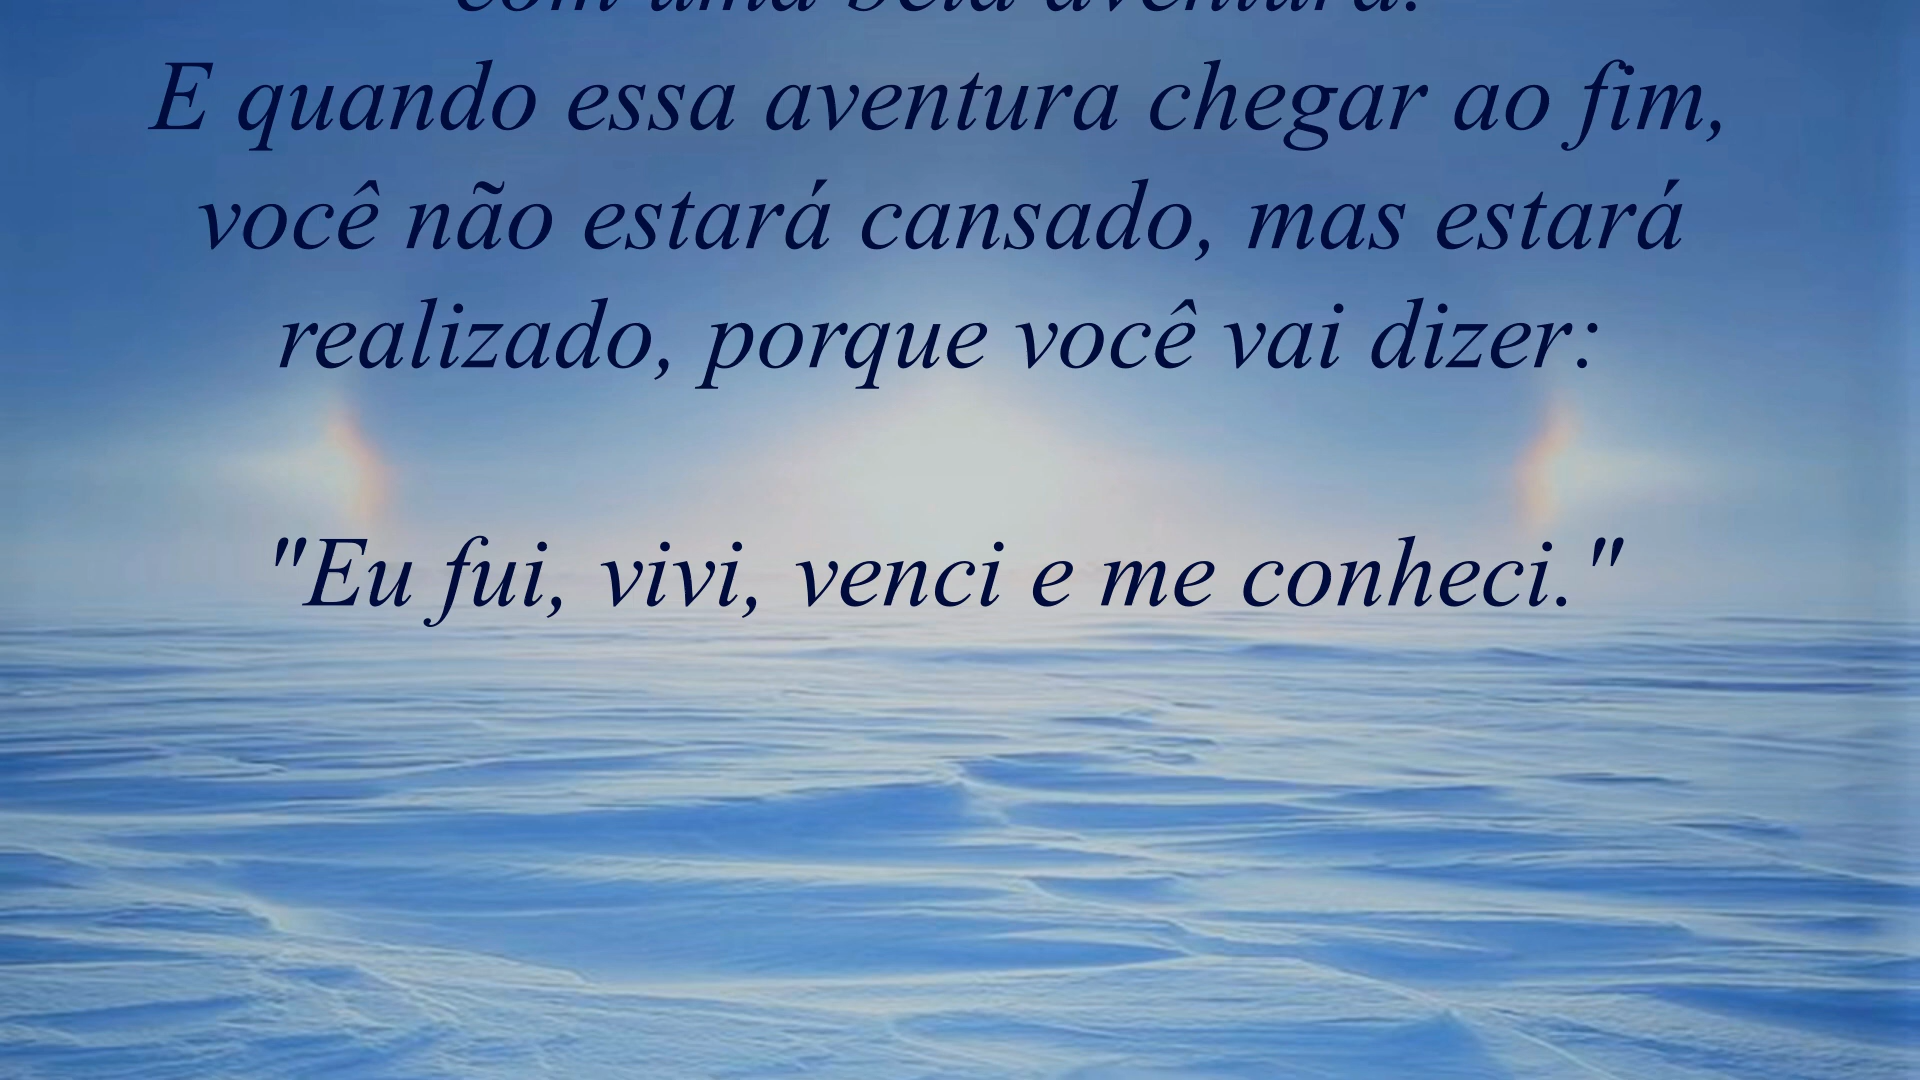 com uma bela aventura.
E quando essa aventura chegar ao fim,
você não estará cansado, mas estará
realizado, porque você vai dizer:
"Eu fui, vivi, venci e me conheci."